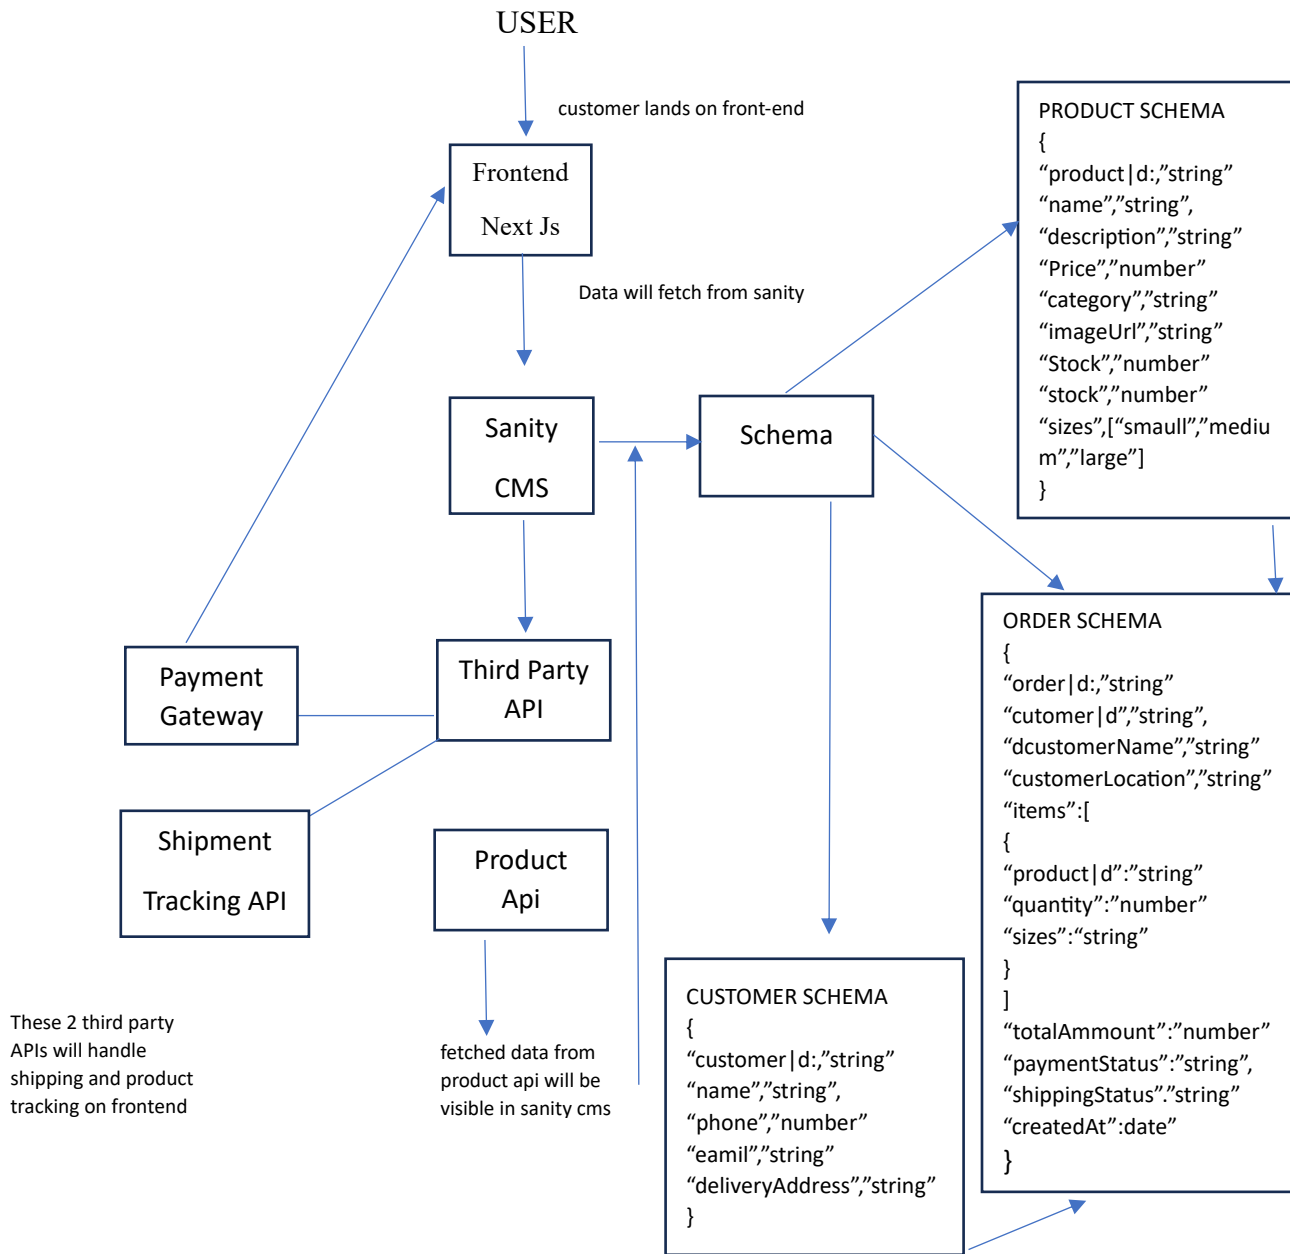 USER
customer lands on front-end
Frontend
Next Js
Data will fetch from sanity
Sanity
CMS
Schema
Third Party
API
Payment
Gateway
Shipment
Tracking API
Product
Api
These 2 third party
APIs will handle
shipping and product
tracking on frontend
fetched data from
product api will be
visible in sanity cms
PRODUCT SCHEMA
{
“product|d:,”string”
“name”,”string”,
“description”,”string”
“Price”,”number”
“category”,”string”
“imageUrl”,”string”
“Stock”,”number”
“stock”,”number”
“sizes”,[“smaull”,”mediu
m”,”large”]
}
CUSTOMER SCHEMA
{
“customer|d:,”string”
“name”,”string”,
“phone”,”number”
“eamil”,”string”
“deliveryAddress”,”string”
}
ORDER SCHEMA
{
“order|d:,”string”
“cutomer|d”,”string”,
“dcustomerName”,”string”
“customerLocation”,”string”
“items”:[
{
“product|d”:”string”
“quantity”:”number”
“sizes”:“string”
}
]
“totalAmmount”:”number”
“paymentStatus”:”string”,
“shippingStatus”.”string”
“createdAt”:date”
}